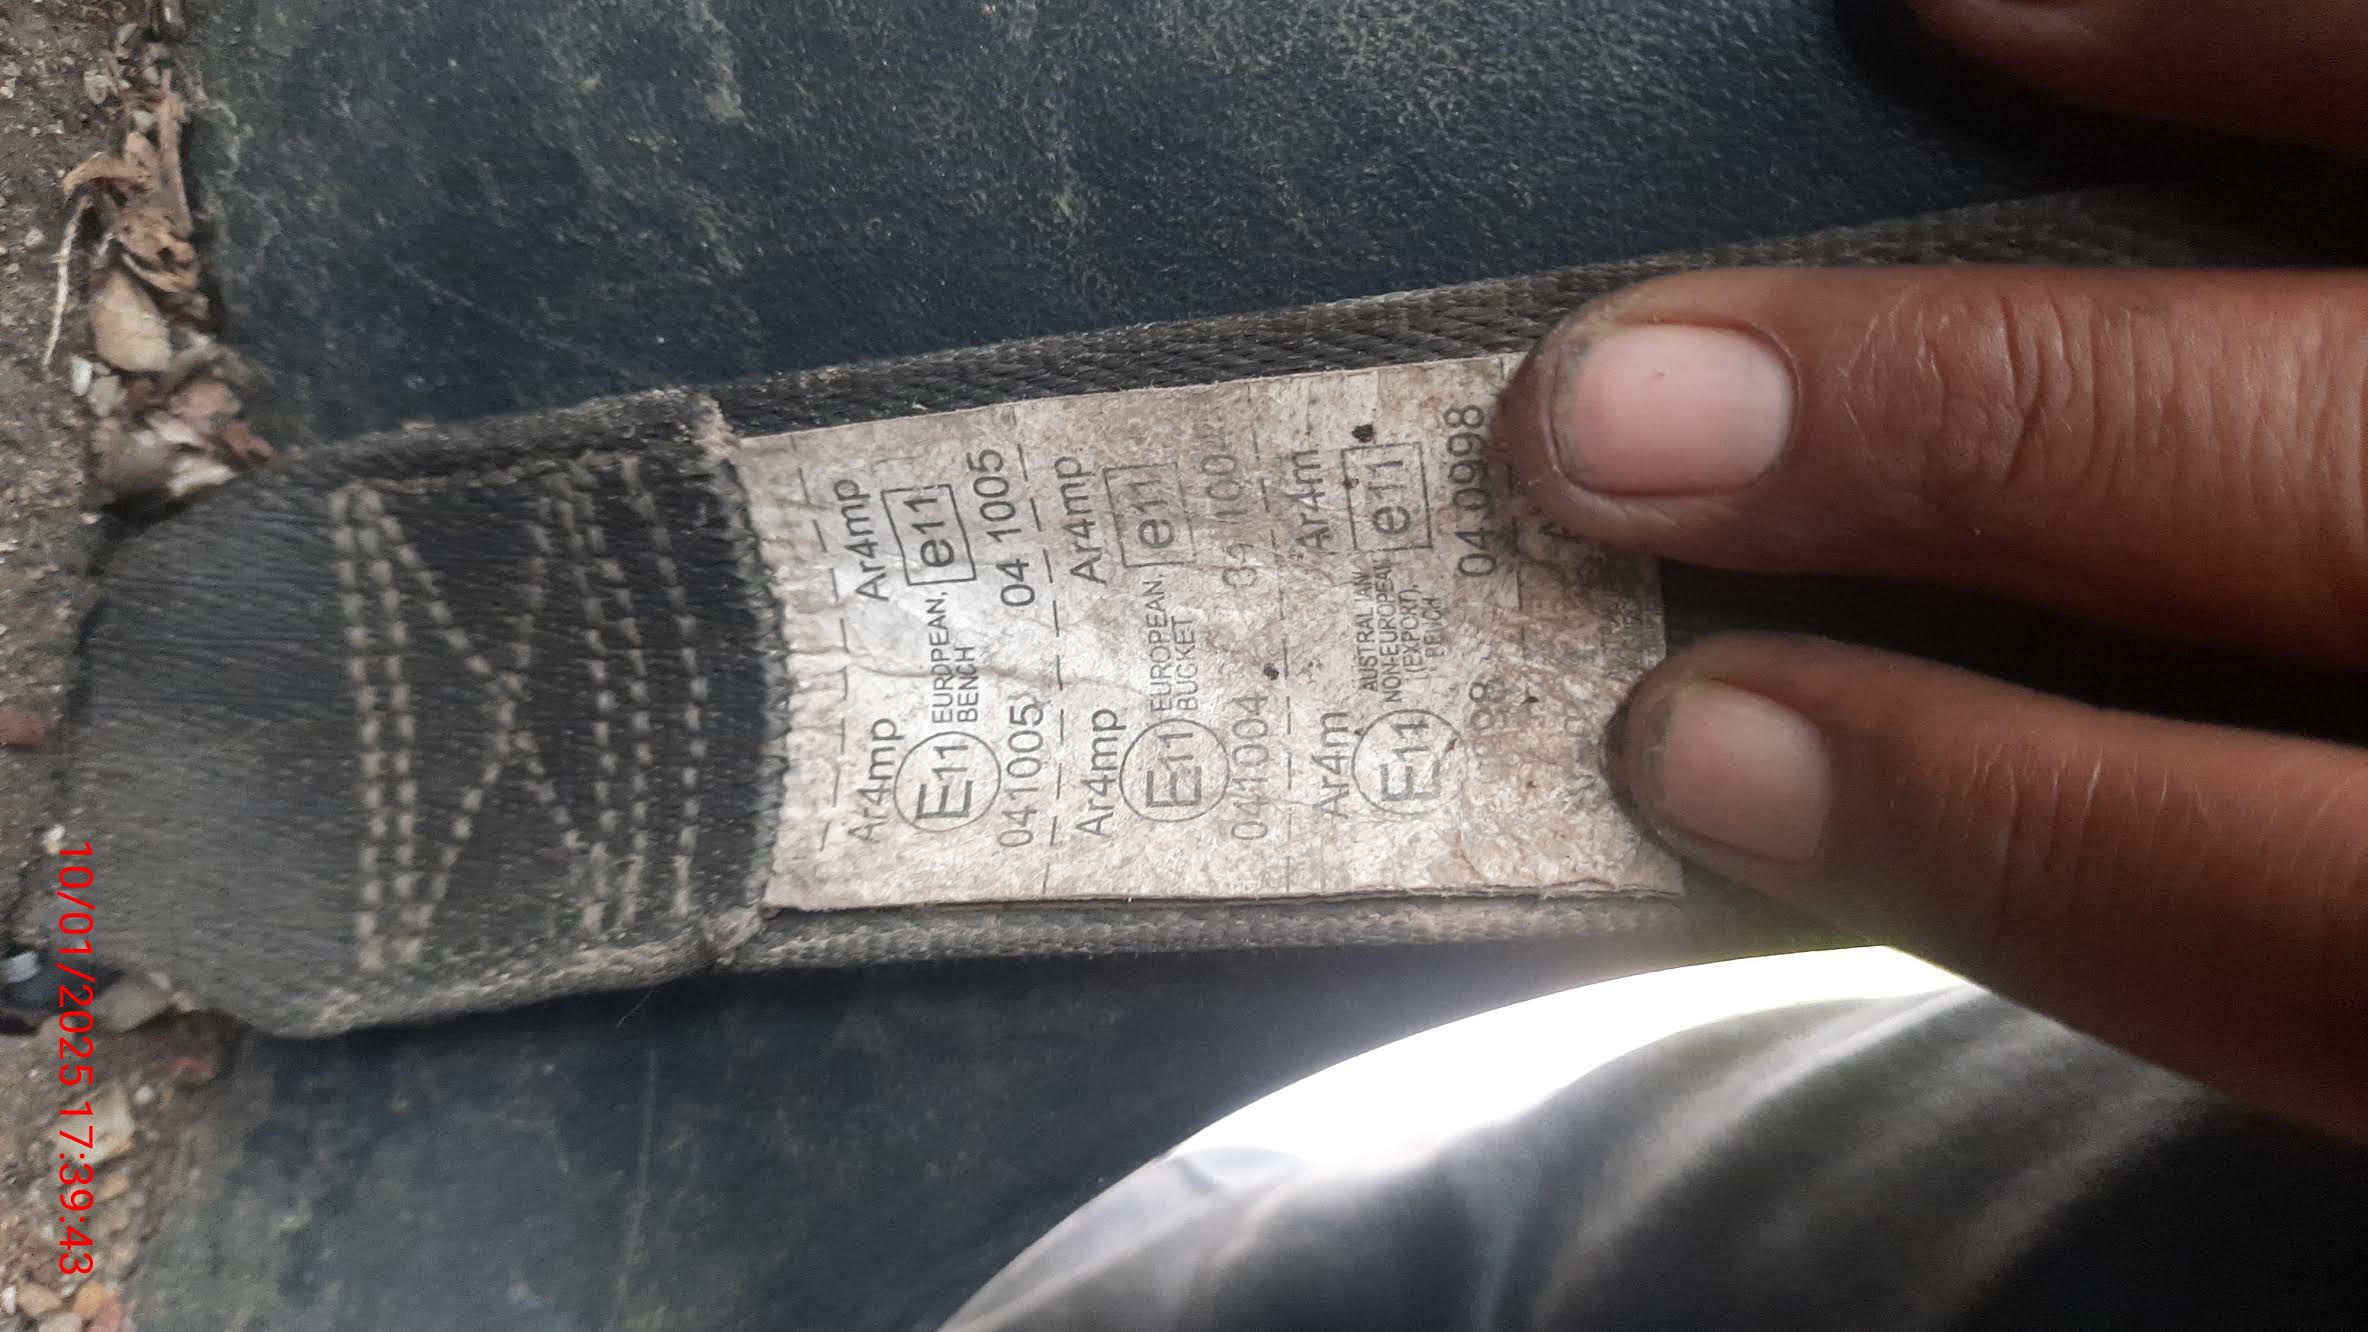 Ar4mp Ar4mp
E11 EUROPEAN, e11
BENCH
041005 04 1005
Ar4mp Ar4mp
E11 EUROPEAN, e11
BUCKET
041004 100
Ar4m Ar4m
AUSTRALIAN
E11 NON-EUROPEAN e11
(EXPORT),
BENCH
04 0998
10/01/2025 17:39:43